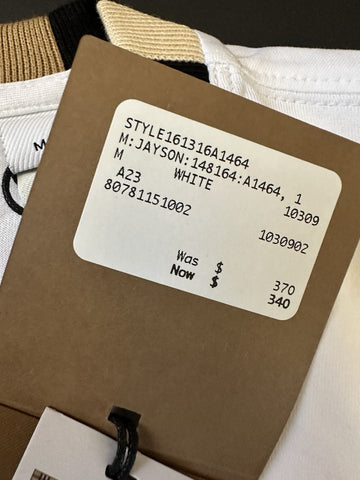 STYLE161316A1464
M:JAYSON:148164:A1464, 1
M WHITE 10309
A23
80781151002 1030902
Was $ 370
Now $ 340
M